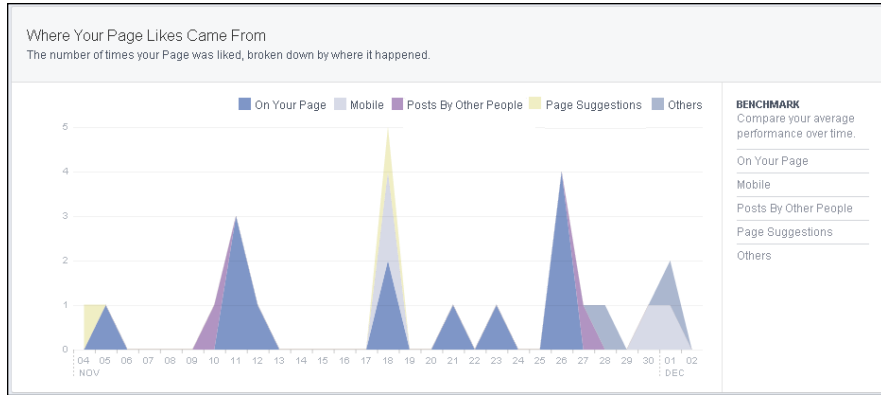 Where Your Page Likes Came From
The number of times your Page was liked, broken down by where it happened.
On Your Page Mobile Posts By Other People Page Suggestions Others
5
4
3
2
1
0
04 05 06 07 08 09 10 11 12 13 14 15 16 17 18 19 20 21 22 23 24 25 26 27 28 29 30 01 02
NOV DEC
BENCHMARK
Compare your average
performance over time.
On Your Page
Mobile
Posts By Other People
Page Suggestions
Others